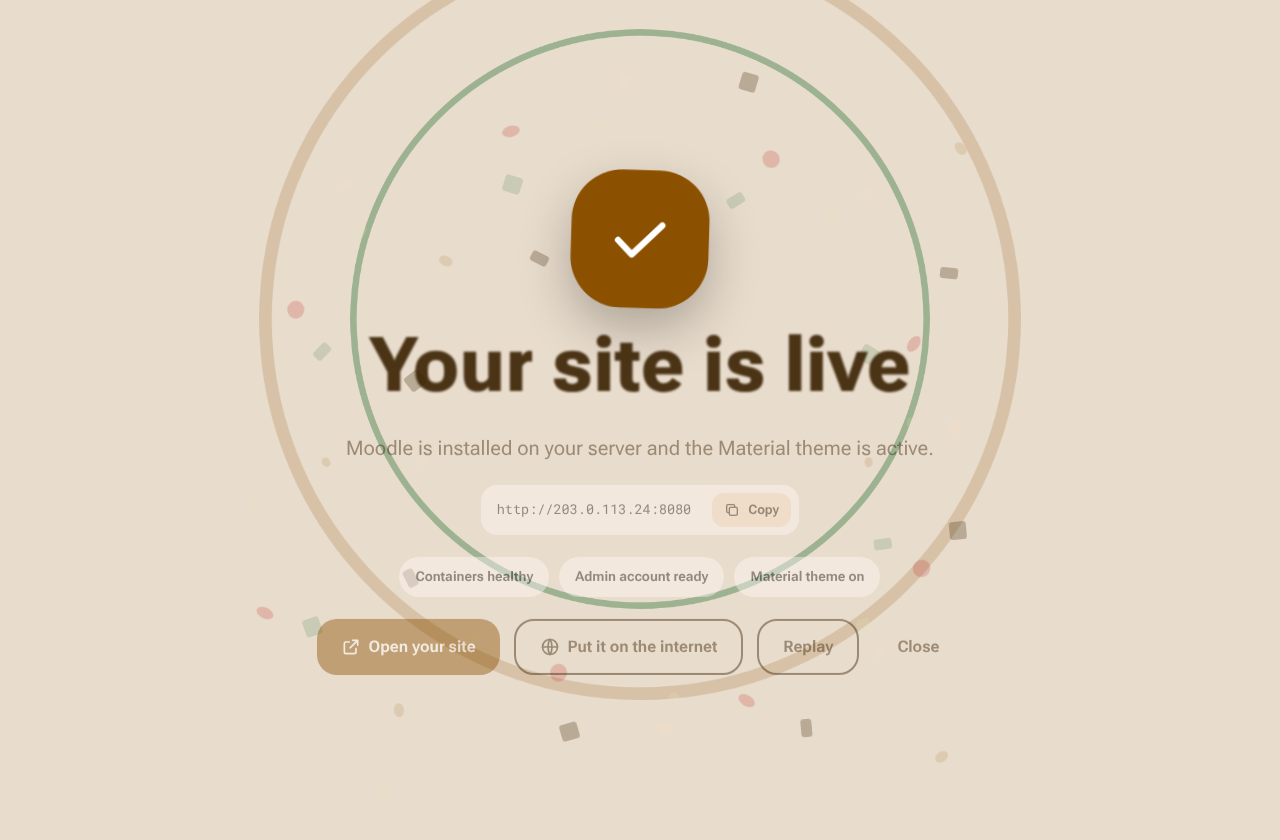 Your site is live
Moodle is installed on your server and the Material theme is active.
http://203.0.113.24:8080 Copy
Containers healthy Admin account ready Material theme on
Open your site Put it on the internet Replay Close